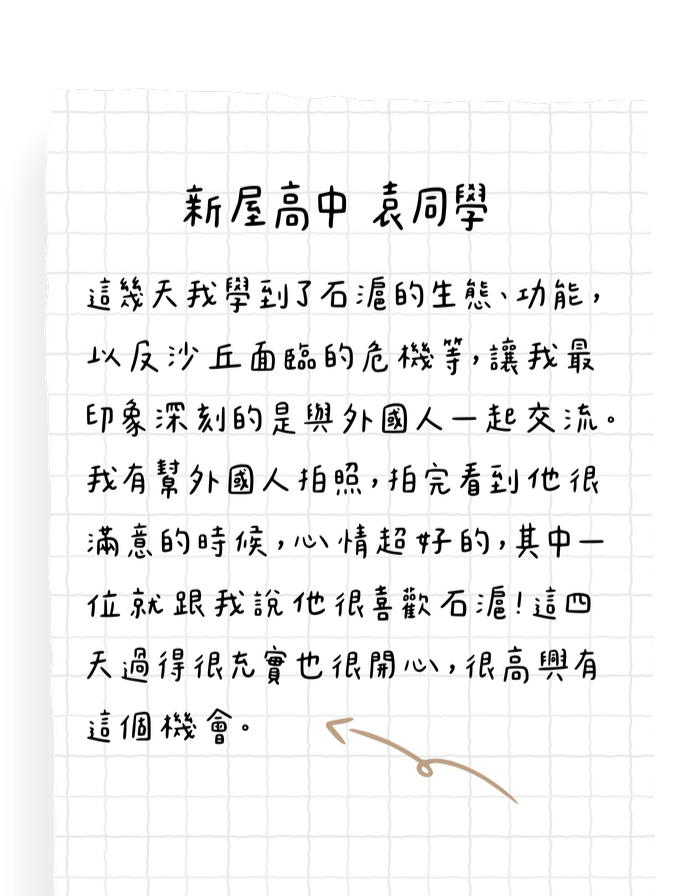 新屋高中 袁同學
這幾天我學到了石滬的生態、功能，
以反沙丘面臨的危機等，讓我最
印象深刻的是與外國人一起交流。
我有幫外國人拍照，拍完看到他很
滿意的時候，心情超好的，其中一
位就跟我說他很喜歡石滬！這四
天過得很充實也很開心，很高興有
這個機會。